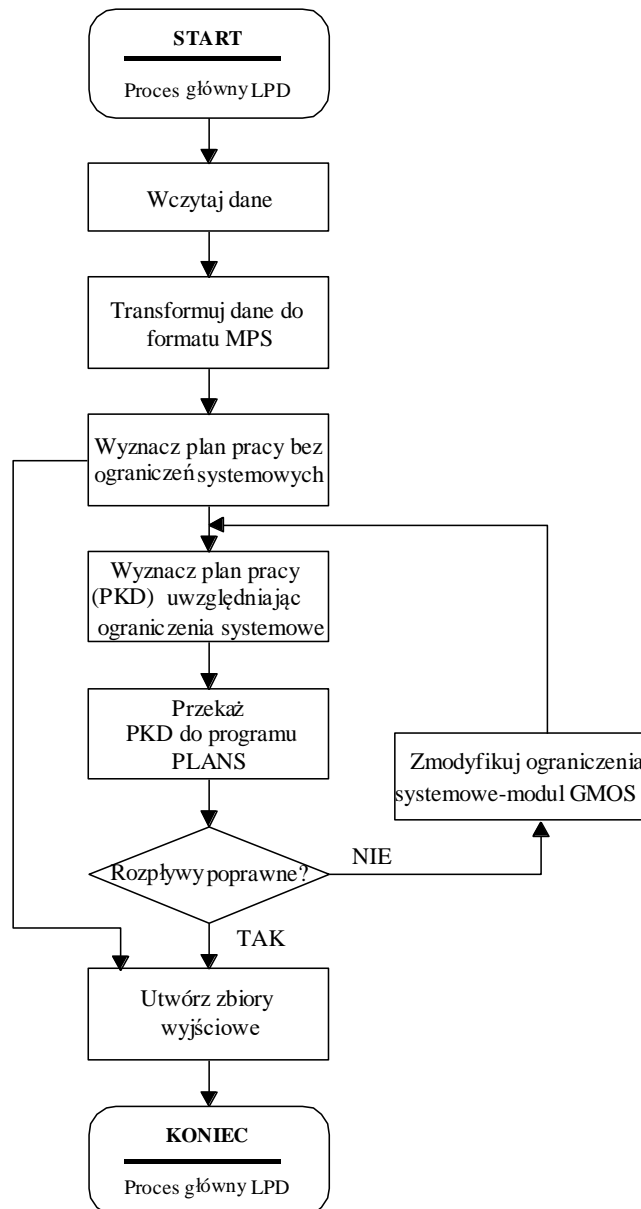 START
Proces główny LPD
Wczytaj dane
Transformuj dane do
formatu MPS
Wyznacz plan pracy bez
ograniczeń systemowych
Wyznacz plan pracy
(PKD) uwzględniając
ograniczenia systemowe
Przekaż
PKD do programu
PLANS
Zmodyfikuj ograniczenia
systemowe-modul GMOS
Rozpływy poprawne?
NIE
TAK
Utwórz zbiory
wyjściowe
KONIEC
Proces główny LPD